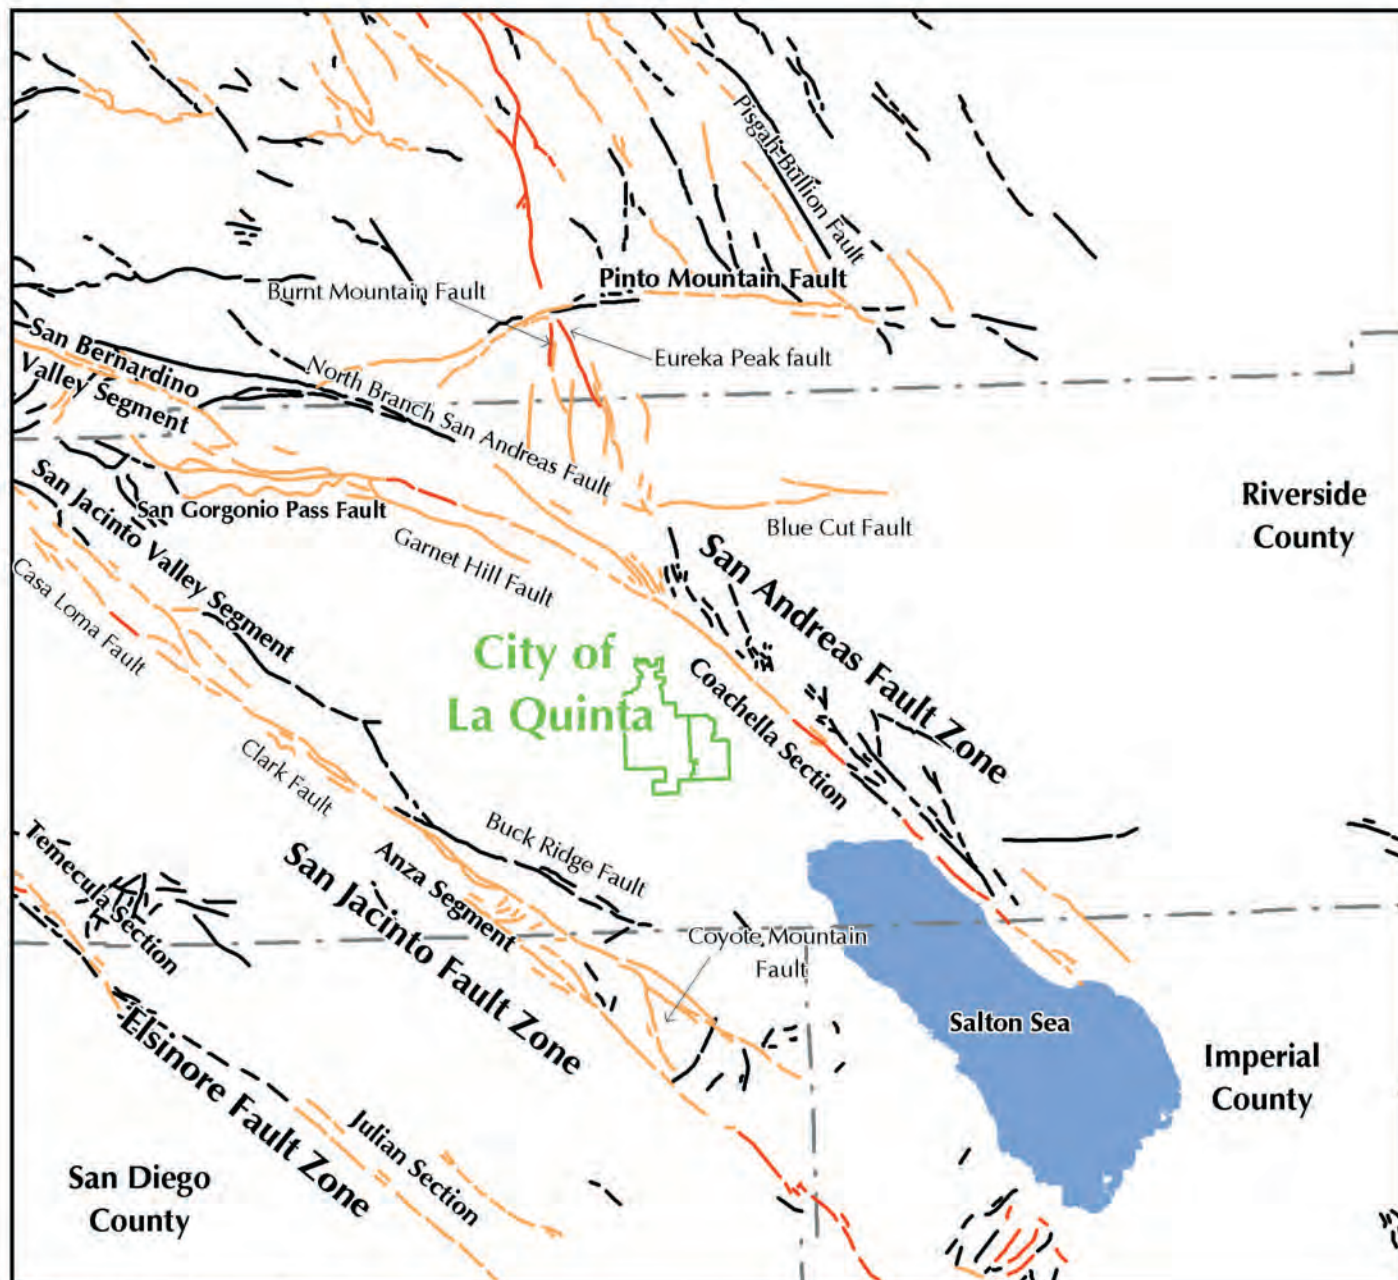 Pisgah-Bullion Fault
Pinto Mountain Fault
Burnt Mountain Fault
Eureka Peak fault
San Bernardino
Valley Segment
North Branch San Andreas Fault
San Jacinto Valley Segment
San Gorgonio Pass Fault
Garnet Hill Fault
Blue Cut Fault
Riverside
County
Casa Loma Fault
San Andreas Fault Zone
City of
La Quinta
Coachella Section
Clark Fault
Buck Ridge Fault
Anza Segment
San Jacinto Fault Zone
Temecula Section
Coyote Mountain
Fault
Salton Sea
Imperial
County
Elsinore Fault Zone
Julian Section
San Diego
County